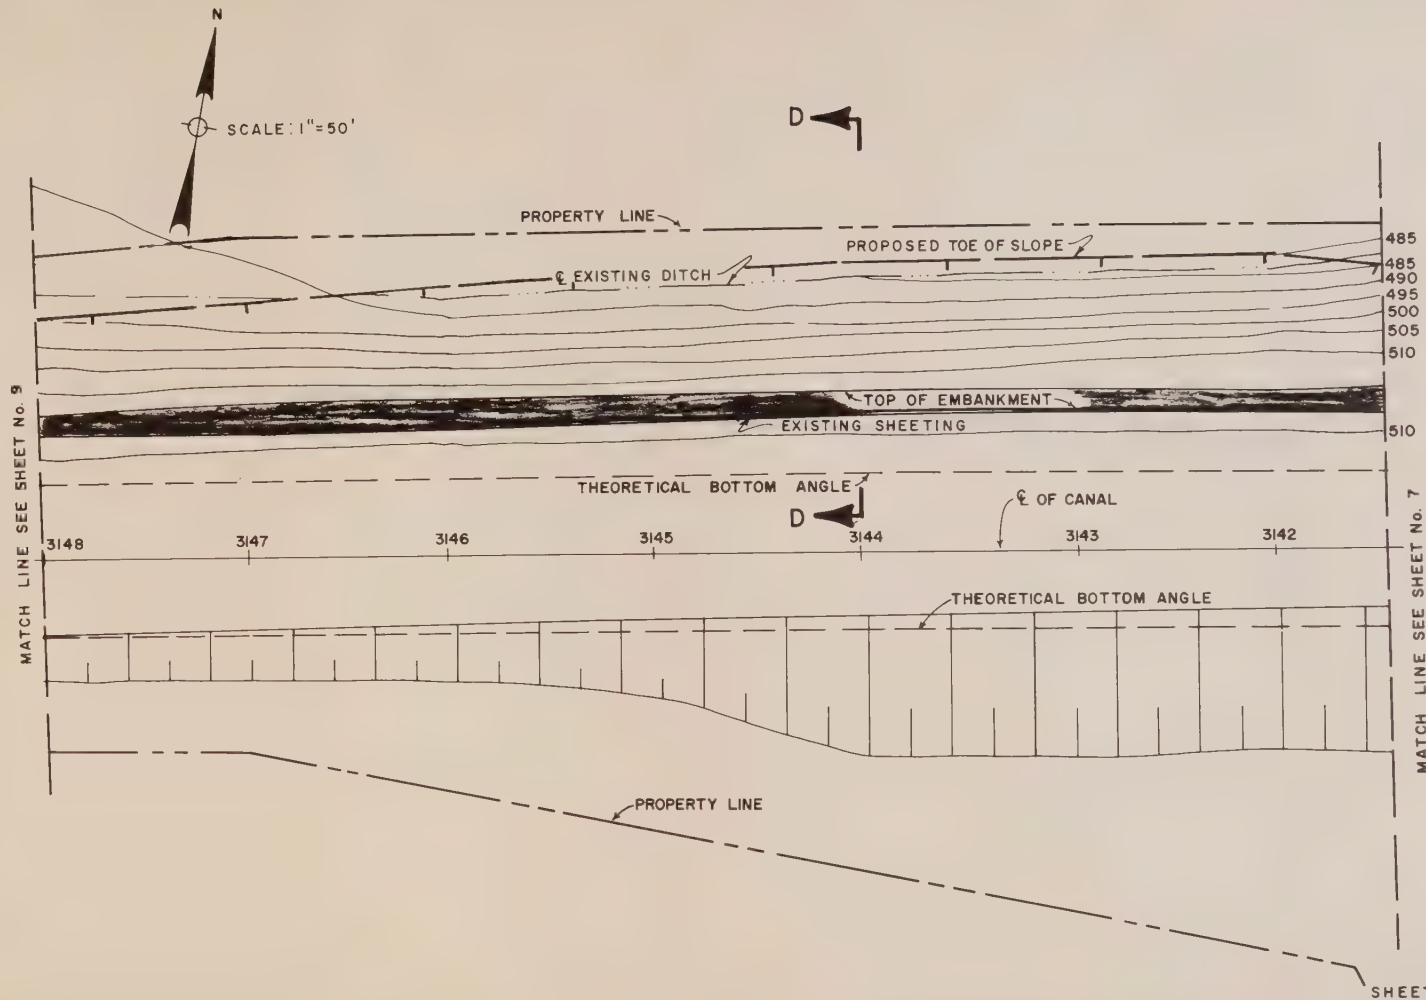 N
SCALE: 1"=50'
D
PROPERTY LINE
PROPOSED TOE OF SLOPE
℄ EXISTING DITCH
485
485
490
495
500
505
510
TOP OF EMBANKMENT
EXISTING SHEETING
510
THEORETICAL BOTTOM ANGLE
D
℄ OF CANAL
3148
3147
3146
3145
3144
3143
3142
THEORETICAL BOTTOM ANGLE
PROPERTY LINE
MATCH LINE SEE SHEET No. 9
MATCH LINE SEE SHEET No. 7
SHEET